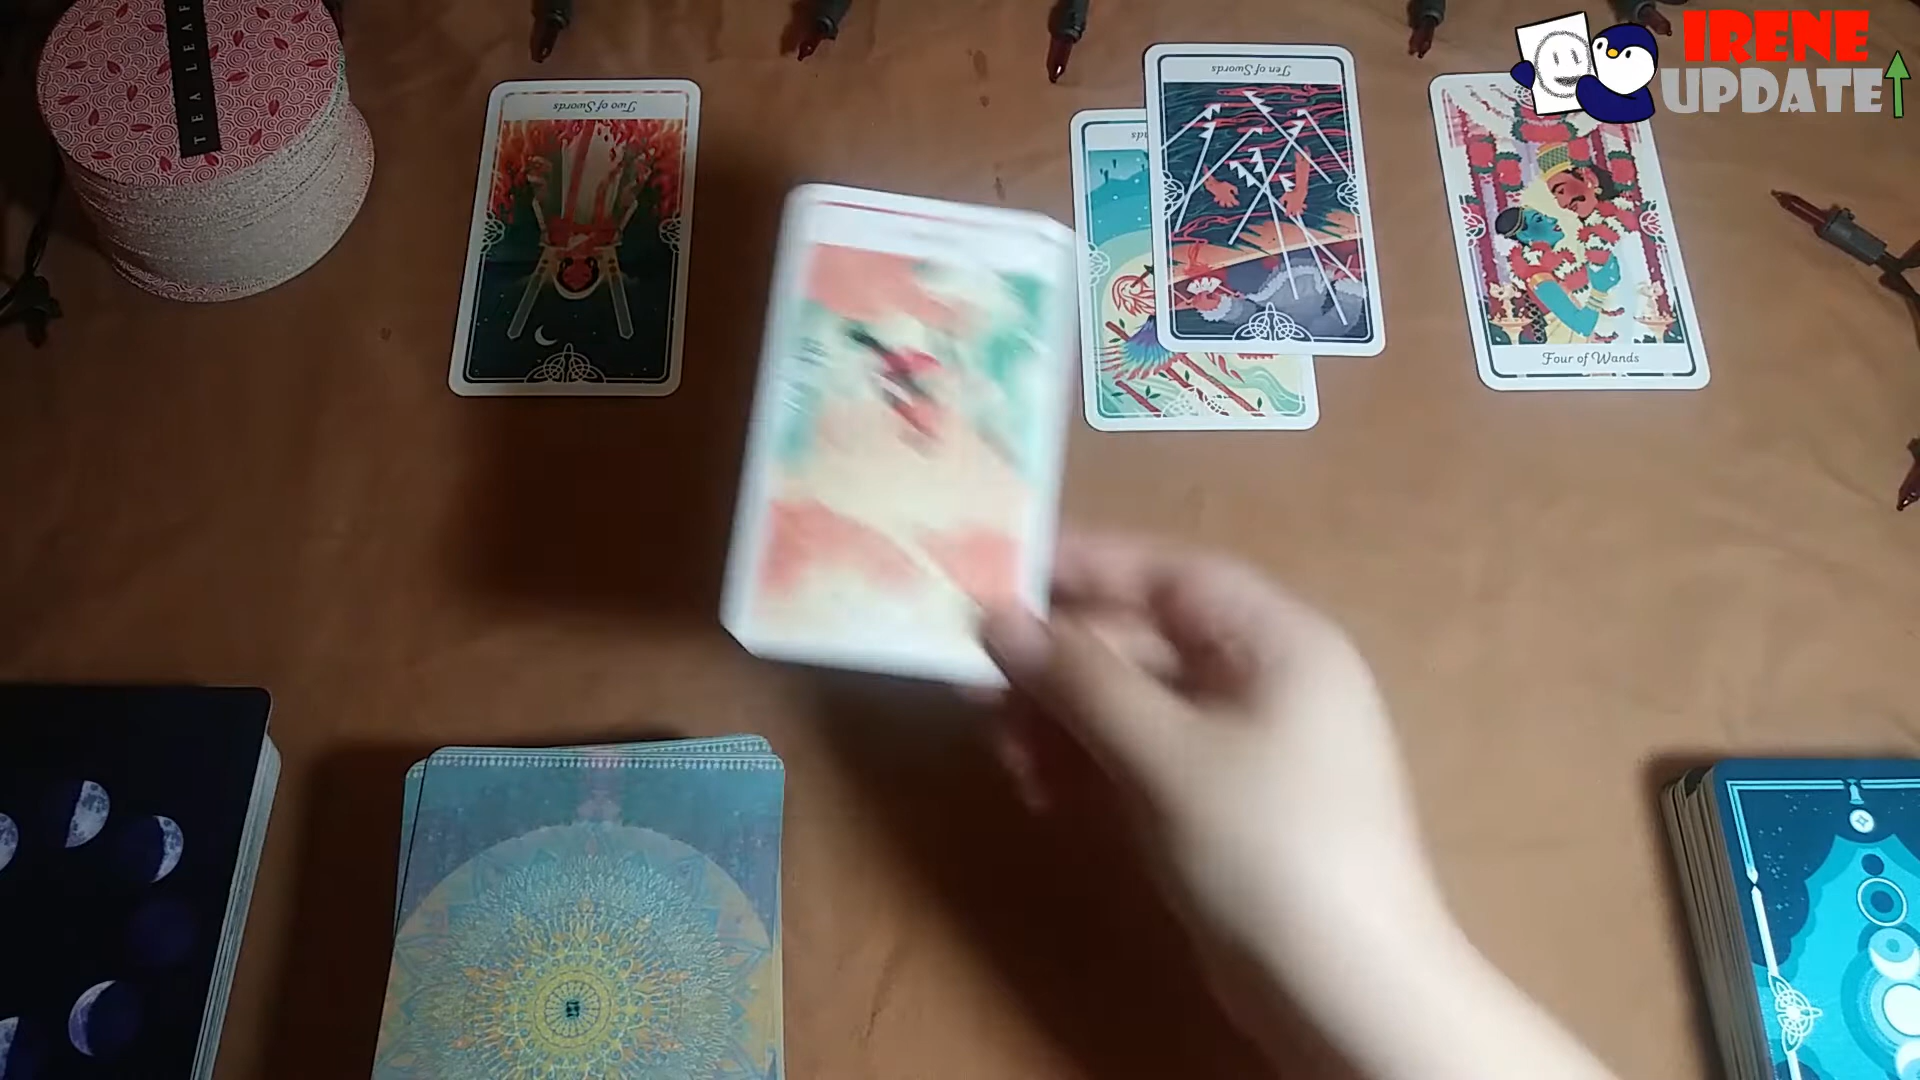 TEA LEAF
IRENE
UPDATE
Two of Swords
Ten of Swords
Four of Wands